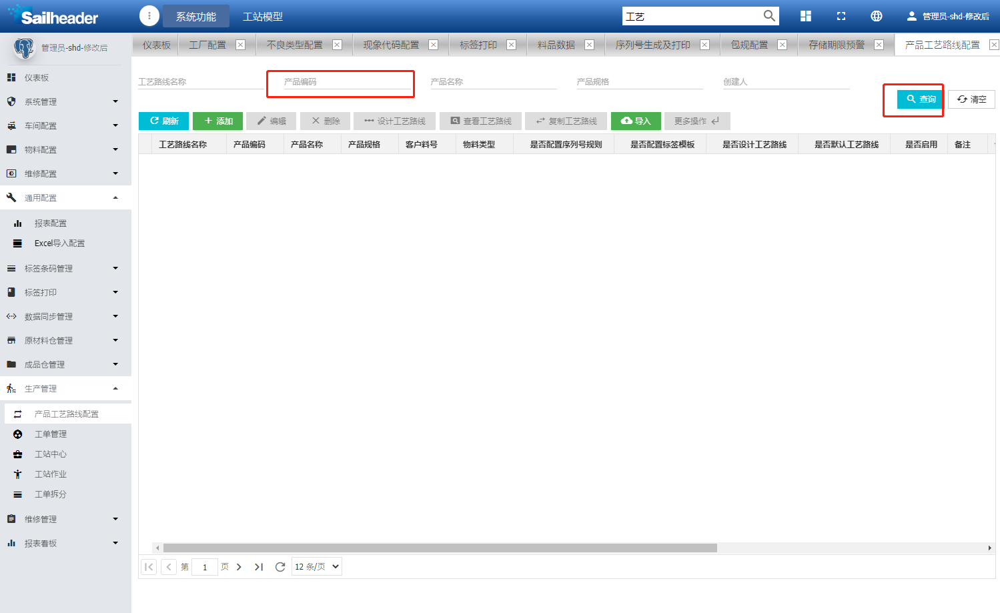 Sailheader
系统功能
工站模型
工艺
管理员-shd-修改后
管理员-shd-修改后
仪表板
工厂配置
不良类型配置
现象代码配置
标签打印
料品数据
序列号生成及打印
包规配置
存储期限预警
产品工艺路线配置
仪表板
系统管理
车间配置
物料配置
维修配置
通用配置
报表配置
Excel导入配置
标签条码管理
标签打印
数据同步管理
原材料仓管理
成品仓管理
生产管理
产品工艺路线配置
工单管理
工站中心
工站作业
工单拆分
维修管理
报表看板
工艺路线名称
产品编码
产品名称
产品规格
创建人
查询
清空
刷新
添加
编辑
删除
设计工艺路线
查看工艺路线
复制工艺路线
导入
更多操作
工艺路线名称
产品编码
产品名称
产品规格
客户料号
物料类型
是否配置序列号规则
是否配置标签模板
是否设计工艺路线
是否默认工艺路线
是否启用
备注
第 1 页
12 条/页